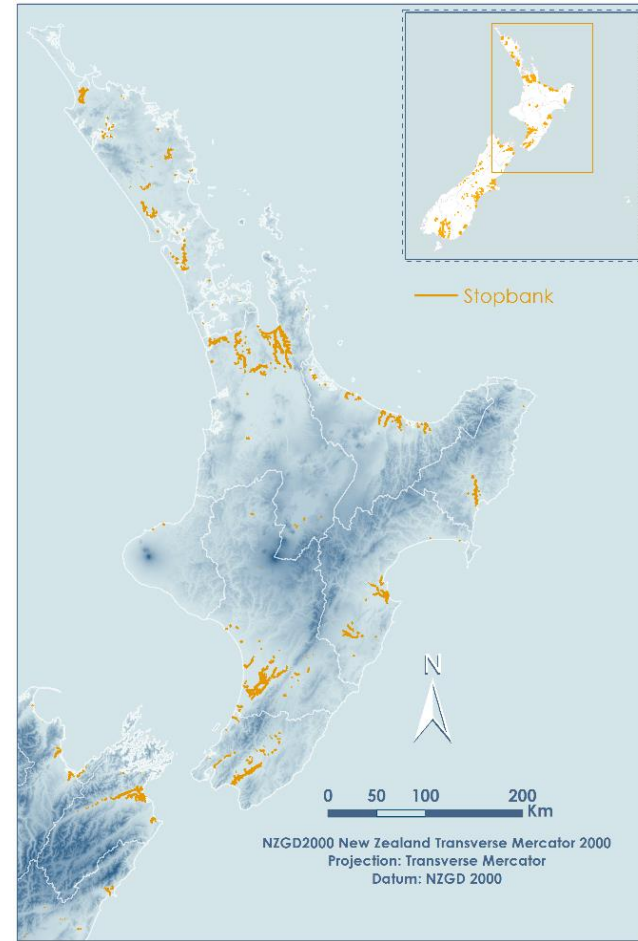 Stopbank
N
0 50 100 200
Km
NZGD2000 New Zealand Transverse Mercator 2000
Projection: Transverse Mercator
Datum: NZGD 2000